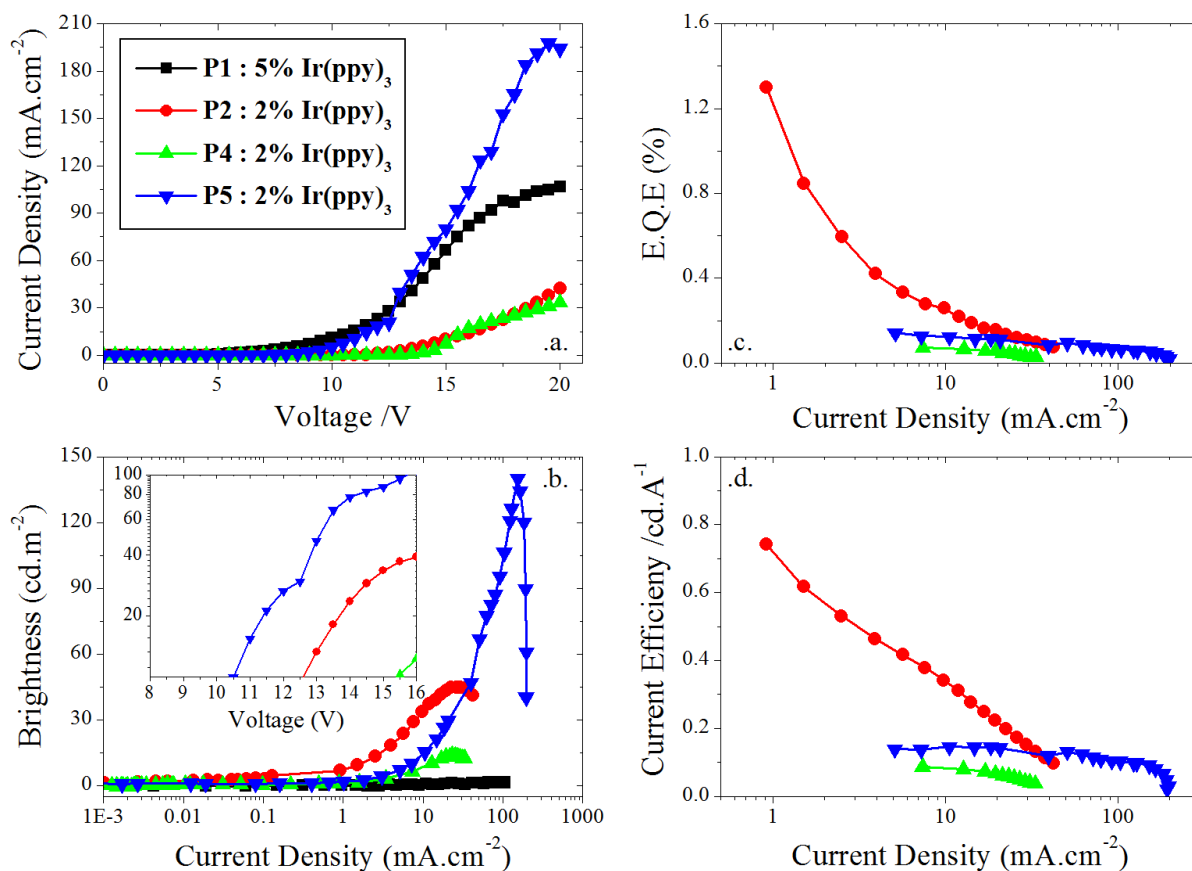 210
180
150
120
90
60
30
0
Current Density (mA.cm⁻²)
P1 : 5% Ir(ppy)₃
P2 : 2% Ir(ppy)₃
P4 : 2% Ir(ppy)₃
P5 : 2% Ir(ppy)₃
.a.
0 5 10 15 20
Voltage /V
1.6
1.2
0.8
0.4
0.0
E.Q.E (%)
.c.
1 10 100
Current Density (mA.cm⁻²)
150
120
90
60
30
0
Brightness (cd.m⁻²)
.b.
100
80
60
40
20
8 9 10 11 12 13 14 15 16
Voltage (V)
1E-3 0.01 0.1 1 10 100 1000
Current Density (mA.cm⁻²)
1.0
0.8
0.6
0.4
0.2
0.0
Current Efficieny /cd.A⁻¹
.d.
1 10 100
Current Density (mA.cm⁻²)